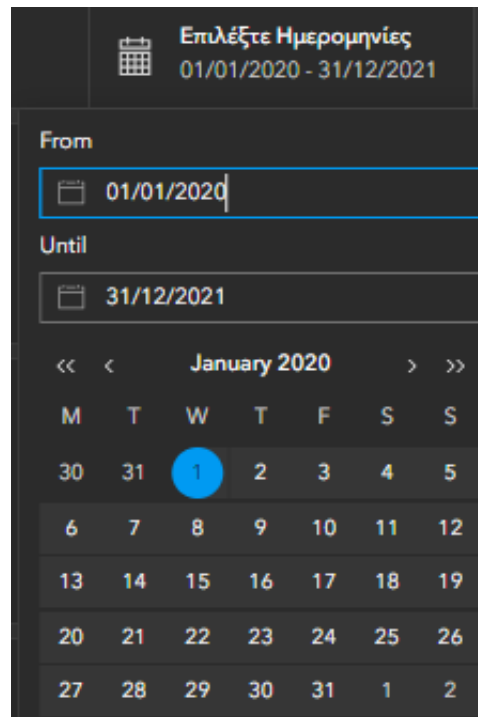 Επιλέξτε Ημερομηνίες
01/01/2020 - 31/12/2021
From
01/01/2020
Until
31/12/2021
<< < January 2020 > >>
M T W T F S S
30 31 1 2 3 4 5
6 7 8 9 10 11 12
13 14 15 16 17 18 19
20 21 22 23 24 25 26
27 28 29 30 31 1 2